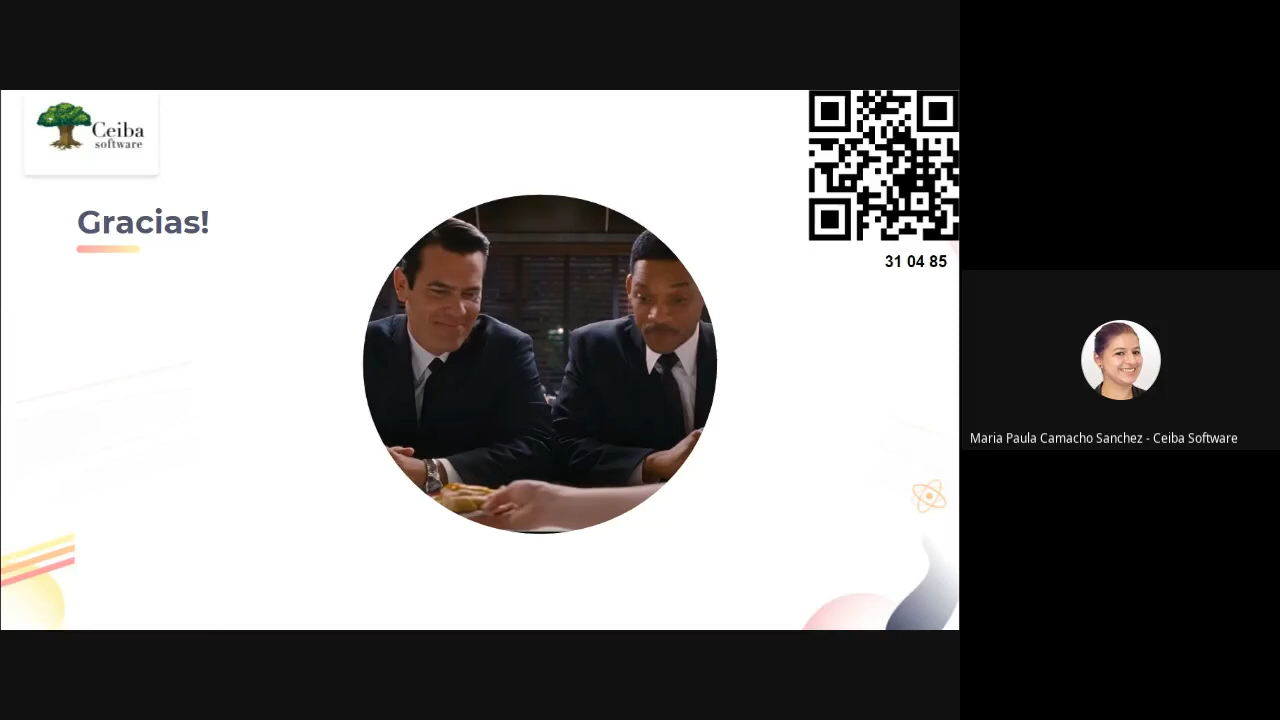 Ceiba
software
Gracias!
31 04 85
Maria Paula Camacho Sanchez - Ceiba Software